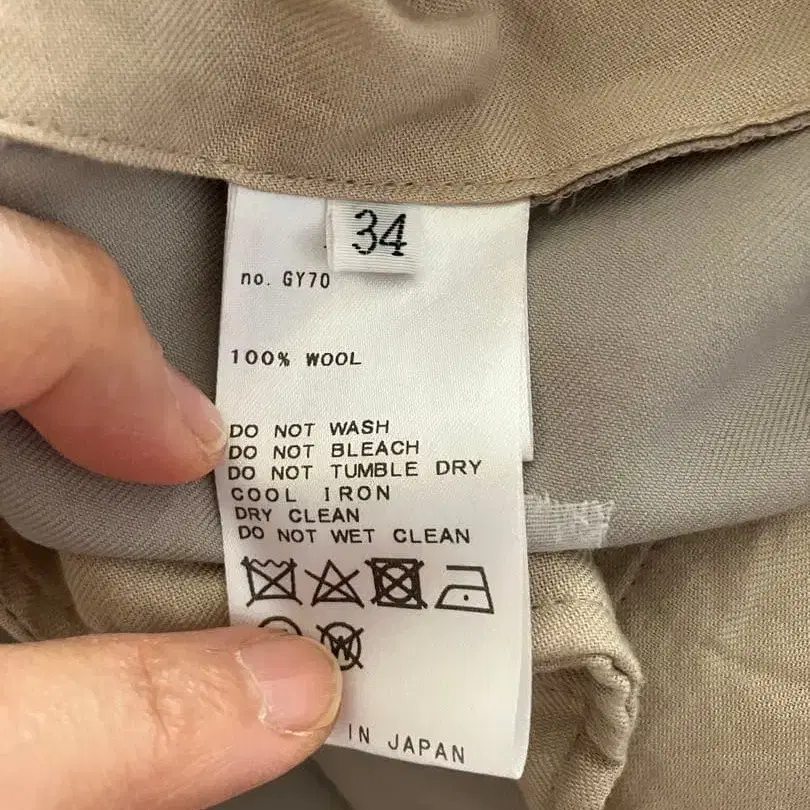 34
no. GY70
100% WOOL
DO NOT WASH
DO NOT BLEACH
DO NOT TUMBLE DRY
COOL IRON
DRY CLEAN
DO NOT WET CLEAN
W
IN JAPAN